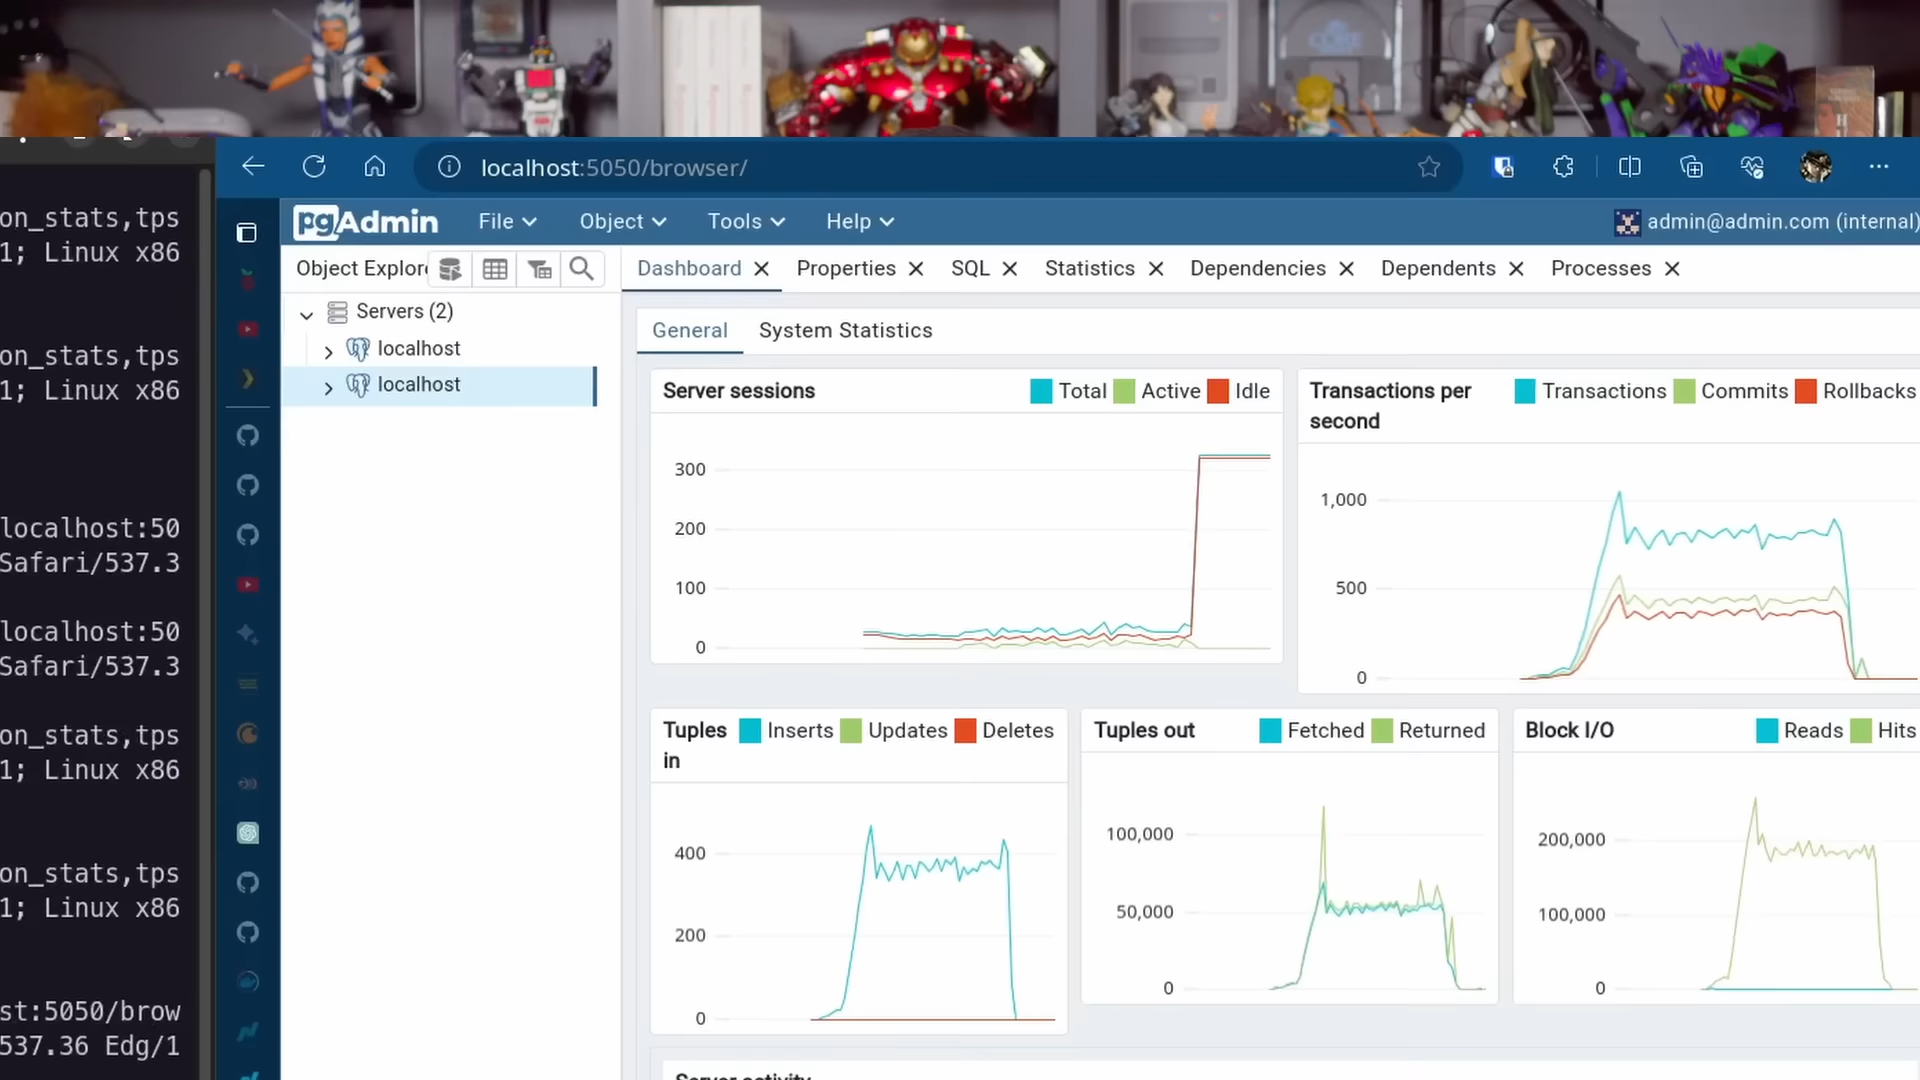 on_stats,tps
1; Linux x86
on_stats,tps
1; Linux x86
localhost:50
Safari/537.3
localhost:50
Safari/537.3
on_stats,tps
1; Linux x86
on_stats,tps
1; Linux x86
st:5050/brow
537.36 Edg/1
localhost:5050/browser/
pgAdmin
File
Object
Tools
Help
admin@admin.com (internal)
Object Explor
Servers (2)
localhost
localhost
Dashboard
Properties
SQL
Statistics
Dependencies
Dependents
Processes
General
System Statistics
Server sessions
Total
Active
Idle
300
200
100
0
Transactions per
second
Transactions
Commits
Rollbacks
1,000
500
0
Tuples
in
Inserts
Updates
Deletes
400
200
0
Tuples out
Fetched
Returned
100,000
50,000
0
Block I/O
Reads
Hits
200,000
100,000
0
Server activity